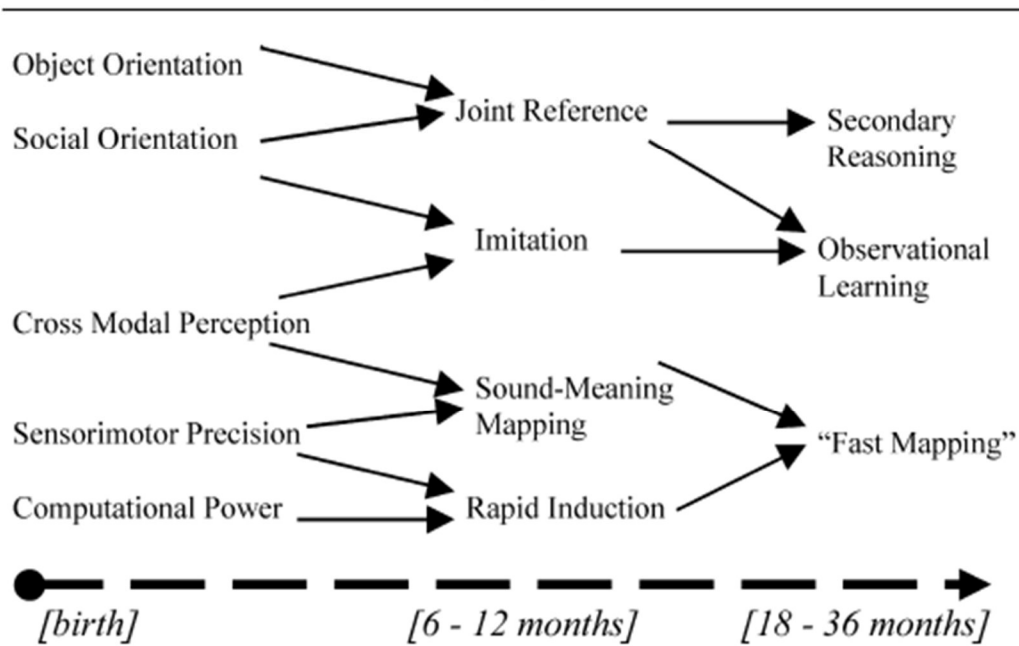 Object Orientation
Social Orientation
Cross Modal Perception
Sensorimotor Precision
Computational Power
Joint Reference
Imitation
Sound-Meaning
Mapping
Rapid Induction
Secondary
Reasoning
Observational
Learning
“Fast Mapping”
[birth]
[6 - 12 months]
[18 - 36 months]